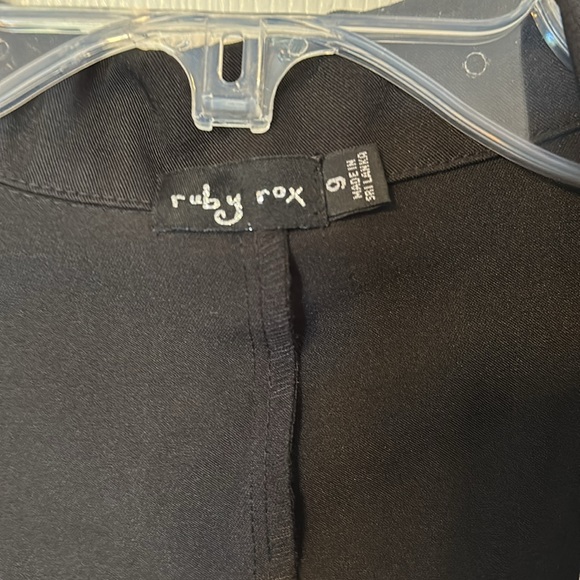 ruby rox
9
MADE IN
SRI LANKA